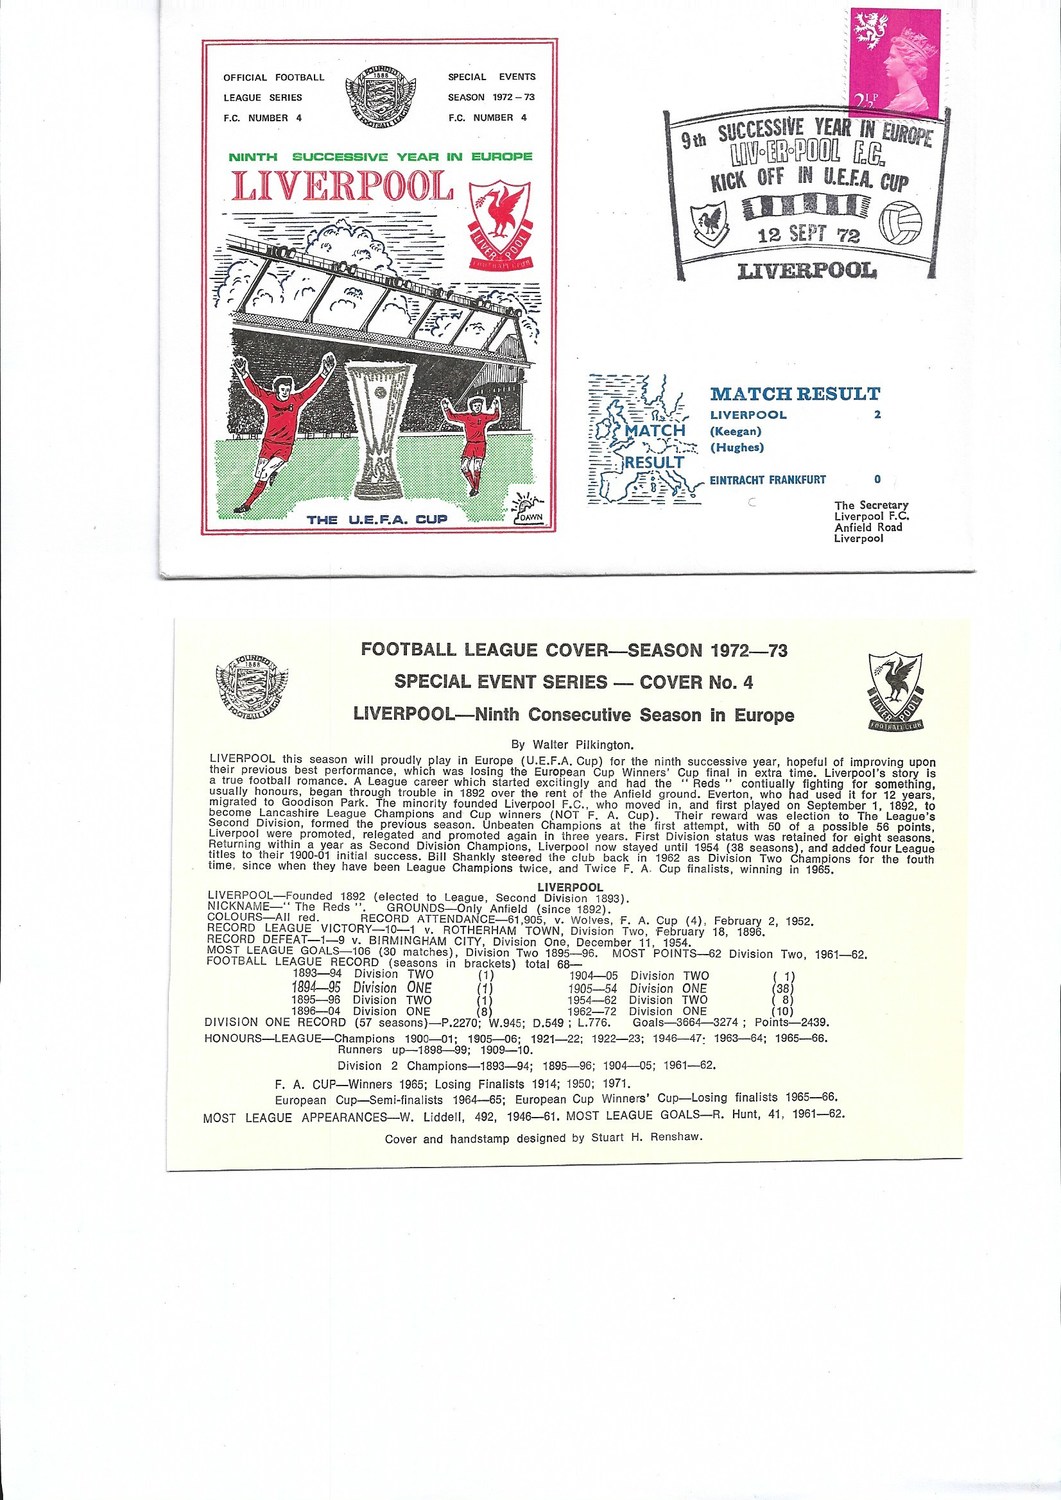 OFFICIAL FOOTBALL
LEAGUE SERIES
F.C. NUMBER 4
FOUNDED
1888
THE FOOTBALL LEAGUE
SPECIAL EVENTS
SEASON 1972-73
F.C. NUMBER 4
NINTH SUCCESSIVE YEAR IN EUROPE
LIVERPOOL
LIVERPOOL
FOOTBALL CLUB
THE U.E.F.A. CUP
DAWN
2½P
9th SUCCESSIVE YEAR IN EUROPE
LIV·ER·POOL F.C.
KICK OFF IN U.E.F.A. CUP
12 SEPT 72
LIVERPOOL
MATCH
RESULT
MATCH RESULT
LIVERPOOL 2
(Keegan)
(Hughes)
EINTRACHT FRANKFURT 0
The Secretary
Liverpool F.C.
Anfield Road
Liverpool
FOUNDED
1888
THE FOOTBALL LEAGUE
FOOTBALL LEAGUE COVER—SEASON 1972—73
SPECIAL EVENT SERIES — COVER No. 4
LIVERPOOL—Ninth Consecutive Season in Europe
LIVERPOOL
FOOTBALL CLUB
By Walter Pilkington.
LIVERPOOL this season will proudly play in Europe (U.E.F.A. Cup) for the ninth successive year, hopeful of improving upon
their previous best performance, which was losing the European Cup Winners' Cup final in extra time. Liverpool's story is
a true football romance. A League career which started excitingly and had the "Reds" contiually fighting for something,
usually honours, began through trouble in 1892 over the rent of the Anfield ground. Everton, who had used it for 12 years,
migrated to Goodison Park. The minority founded Liverpool F.C., who moved in, and first played on September 1, 1892, to
become Lancashire League Champions and Cup winners (NOT F. A. Cup). Their reward was election to The League's
Second Division, formed the previous season. Unbeaten Champions at the first attempt, with 50 of a possible 56 points,
Liverpool were promoted, relegated and promoted again in three years. First Division status was retained for eight seasons.
Returning within a year as Second Division Champions, Liverpool now stayed until 1954 (38 seasons), and added four League
titles to their 1900-01 initial success. Bill Shankly steered the club back in 1962 as Division Two Champions for the fouth
time, since when they have been League Champions twice, and Twice F. A. Cup finalists, winning in 1965.
LIVERPOOL
LIVERPOOL—Founded 1892 (elected to League, Second Division 1893).
NICKNAME—"The Reds". GROUNDS—Only Anfield (since 1892).
COLOURS—All red. RECORD ATTENDANCE—61,905, v. Wolves, F. A. Cup (4), February 2, 1952.
RECORD LEAGUE VICTORY—10—1 v. ROTHERHAM TOWN, Division Two, February 18, 1896.
RECORD DEFEAT—1—9 v. BIRMINGHAM CITY, Division One, December 11, 1954.
MOST LEAGUE GOALS—106 (30 matches), Division Two 1895—96. MOST POINTS—62 Division Two, 1961—62.
FOOTBALL LEAGUE RECORD (seasons in brackets) total 68—
1893—94 Division TWO (1) 1904—05 Division TWO ( 1)
1894—95 Division ONE (1) 1905—54 Division ONE (38)
1895—96 Division TWO (1) 1954—62 Division TWO ( 8)
1896—04 Division ONE (8) 1962—72 Division ONE (10)
DIVISION ONE RECORD (57 seasons)—P.2270; W.945; D.549; L.776. Goals—3664—3274; Points—2439.
HONOURS—LEAGUE—Champions 1900—01; 1905—06; 1921—22; 1922—23; 1946—47; 1963—64; 1965—66.
Runners up—1898—99; 1909—10.
Division 2 Champions—1893—94; 1895—96; 1904—05; 1961—62.
F. A. CUP—Winners 1965; Losing Finalists 1914; 1950; 1971.
European Cup—Semi-finalists 1964—65; European Cup Winners' Cup—Losing finalists 1965—66.
MOST LEAGUE APPEARANCES—W. Liddell, 492, 1946—61. MOST LEAGUE GOALS—R. Hunt, 41, 1961—62.
Cover and handstamp designed by Stuart H. Renshaw.